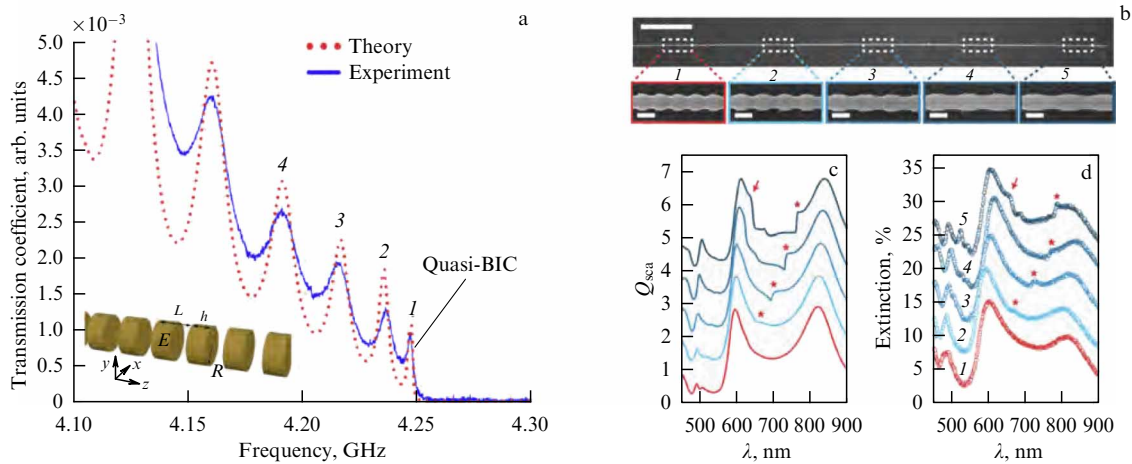 ×10⁻³
a
5.0
4.5
4.0
3.5
3.0
2.5
2.0
1.5
1.0
0.5
0
Transmission coefficient, arb. units
Theory
Experiment
4
3
2
1
Quasi-BIC
L
h
E
R
y
x
z
4.10
4.15
4.20
4.25
4.30
Frequency, GHz
b
1
2
3
4
5
c
7
6
5
4
3
2
1
0
Q_sca
500
600
700
800
900
λ, nm
d
35
30
25
20
15
10
5
0
Extinction, %
5
4
3
2
1
500
600
700
800
900
λ, nm